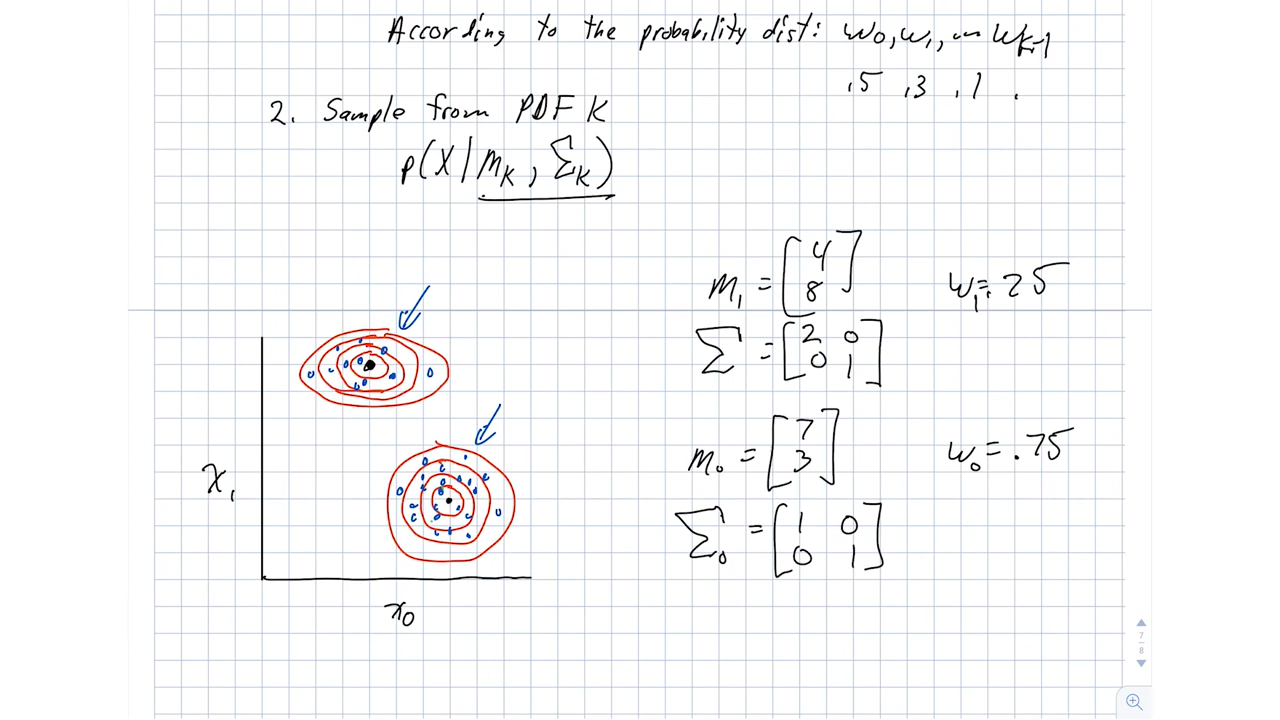 According to the probability dist: w₀, w₁, ... wₖ₋₁
.5 .3 .1 .
2. Sample from PDF K
p(X | mₖ, Σₖ)
m₁ = [4 8] w₁ = .25
Σ = [2 0 0 1]
m₀ = [7 3] w₀ = .75
Σ₀ = [1 0 0 1]
x₁
x₀
7
8